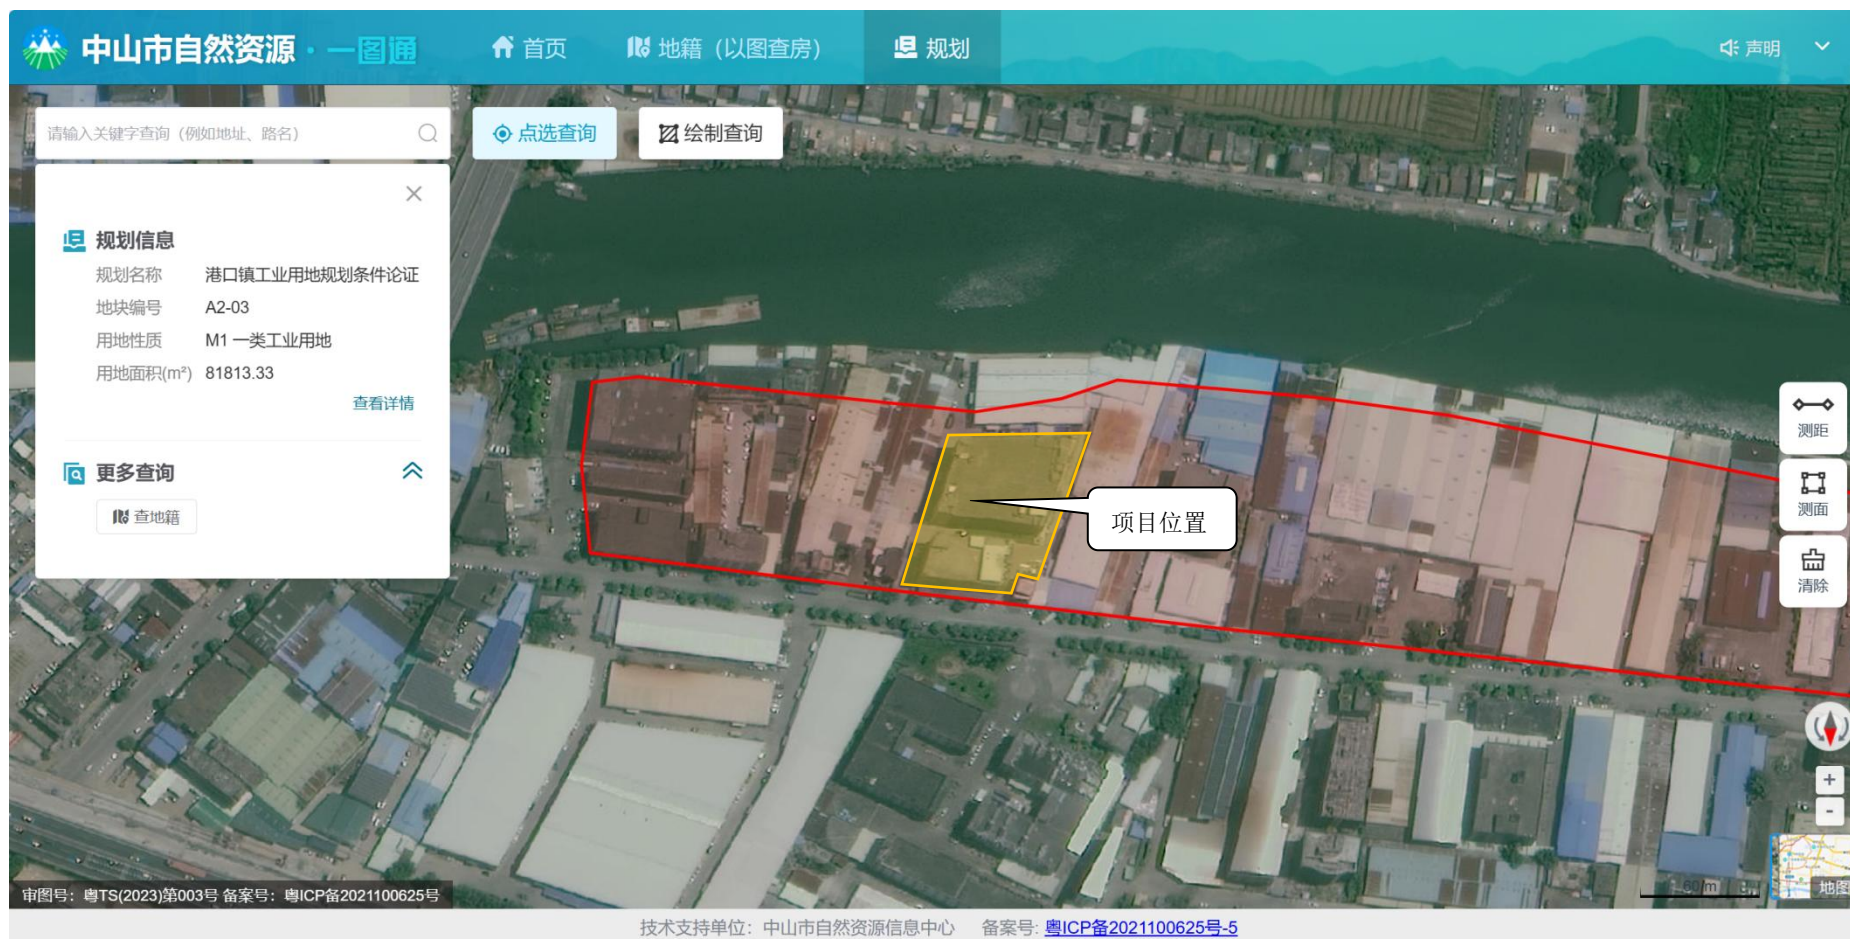 中山市自然资源·一图通
首页
地籍（以图查房）
规划
声明
请输入关键字查询（例如地址、路名）
点选查询
绘制查询
规划信息
规划名称 港口镇工业用地规划条件论证
地块编号 A2-03
用地性质 M1 一类工业用地
用地面积(m²) 81813.33
查看详情
更多查询
查地籍
项目位置
测距
测面
清除
+
-
60 m
地图
审图号：粤TS(2023)第003号 备案号：粤ICP备2021100625号
技术支持单位：中山市自然资源信息中心 备案号: 粤ICP备2021100625号-5